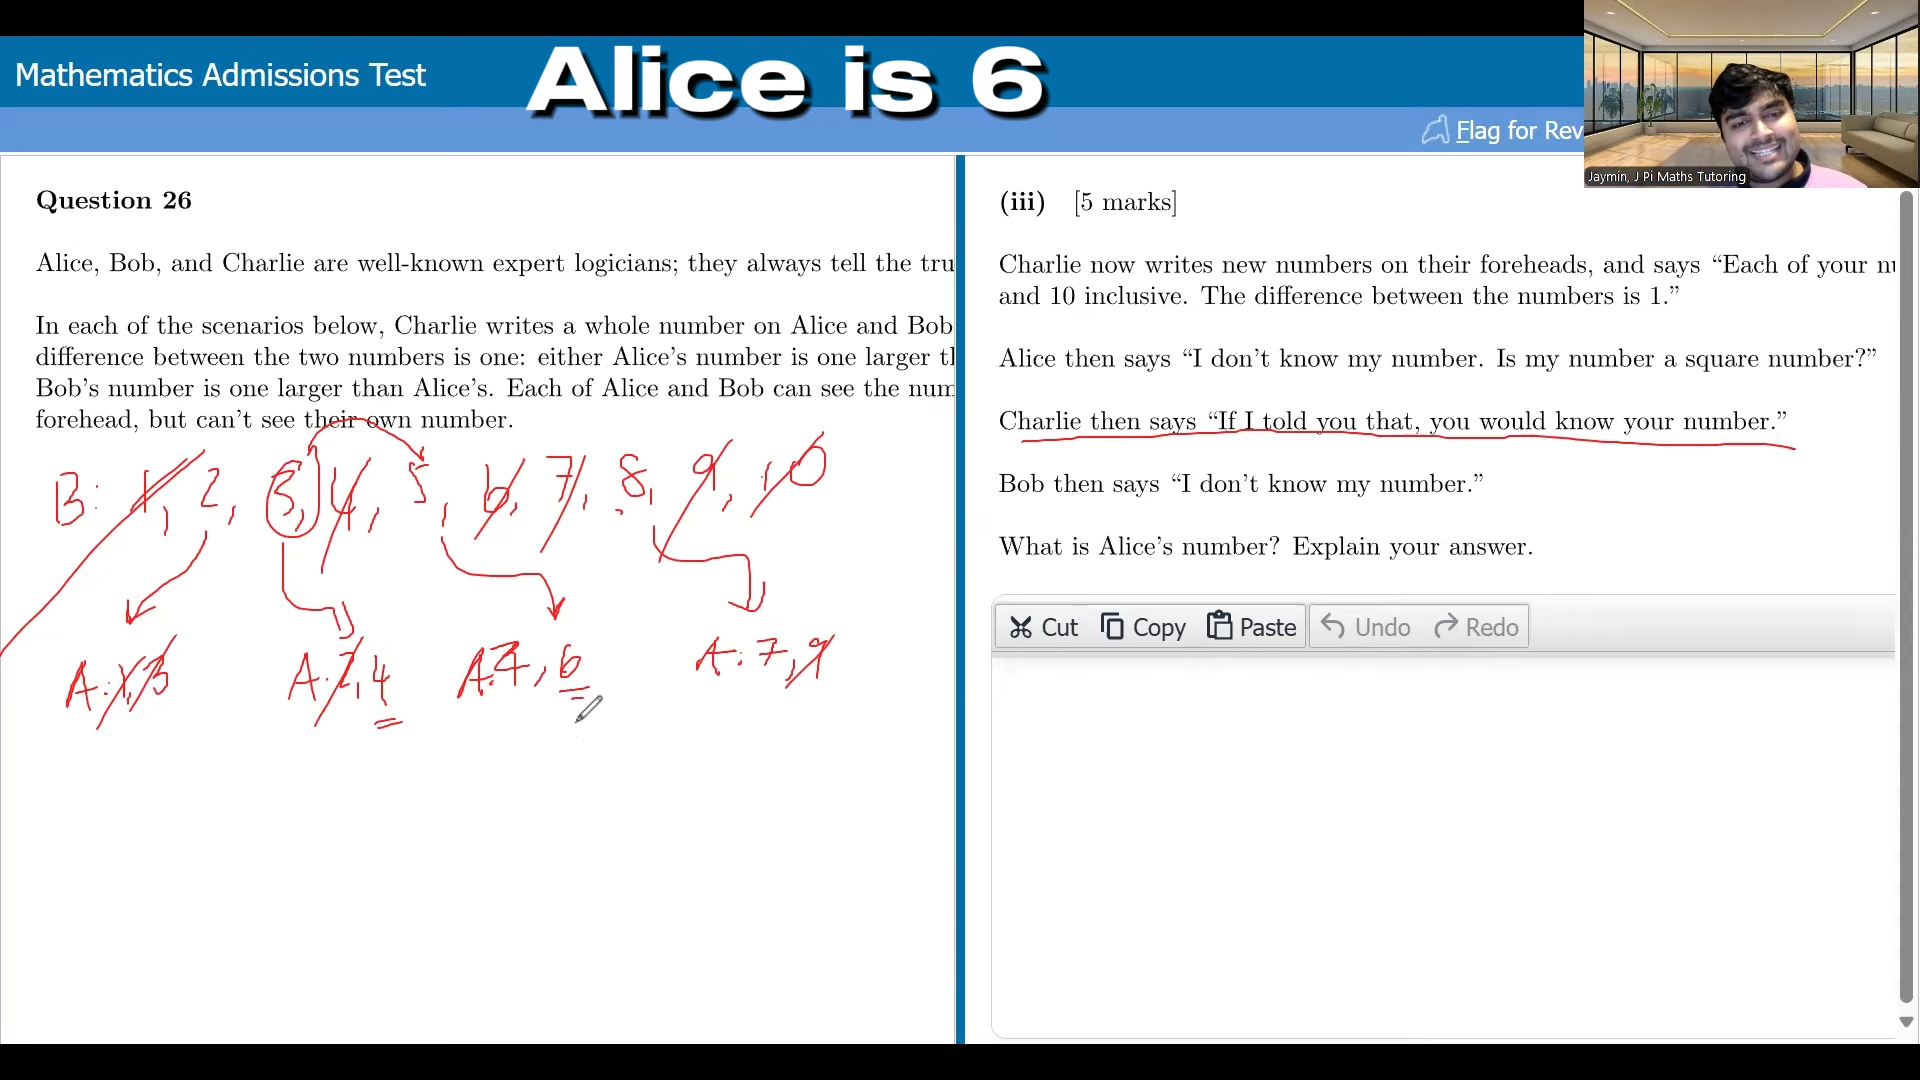 Alice is 6
Mathematics Admissions Test
Flag for Rev
Jaymin, J Pi Maths Tutoring
Question 26
Alice, Bob, and Charlie are well-known expert logicians; they always tell the tru
In each of the scenarios below, Charlie writes a whole number on Alice and Bob
difference between the two numbers is one: either Alice's number is one larger t
Bob's number is one larger than Alice's. Each of Alice and Bob can see the num
forehead, but can't see their own number.
B: 1, 2, 3, 4, 5, 6, 7, 8, 9, 10
A: 1, 3
A: 2, 4
A: 4, 6
A: 7, 9
(iii) [5 marks]
Charlie now writes new numbers on their foreheads, and says “Each of your nu
and 10 inclusive. The difference between the numbers is 1.”
Alice then says “I don't know my number. Is my number a square number?”
Charlie then says “If I told you that, you would know your number.”
Bob then says “I don't know my number.”
What is Alice's number? Explain your answer.
Cut Copy Paste Undo Redo